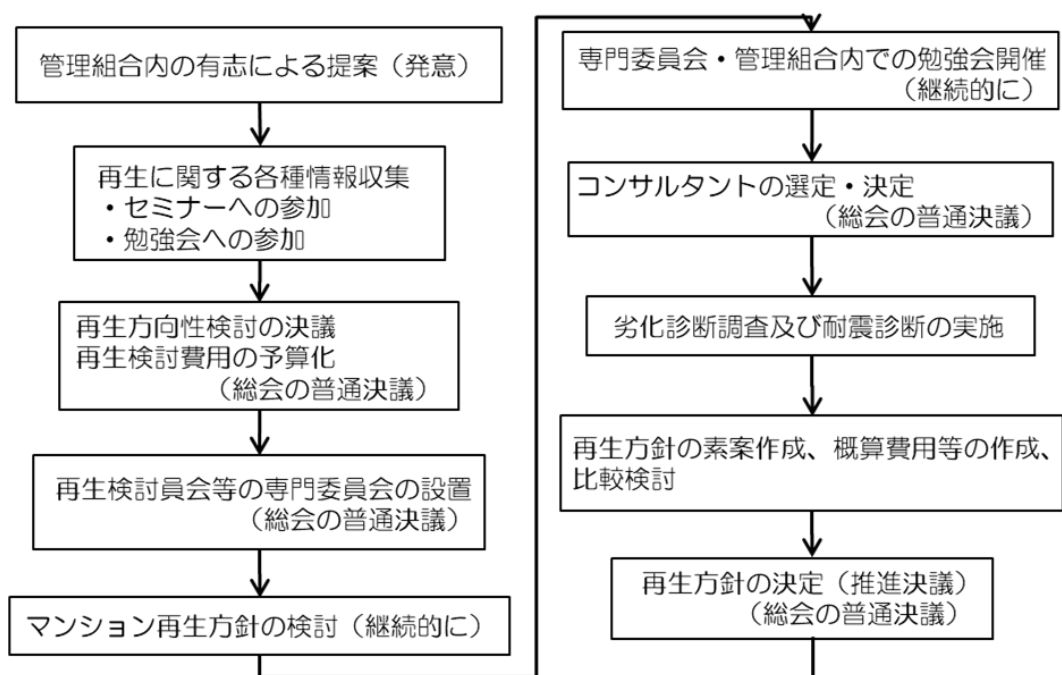 管理組合内の有志による提案（発意）
再生に関する各種情報収集
・セミナーへの参加
・勉強会への参加
再生方向性検討の決議
再生検討費用の予算化
（総会の普通決議）
再生検討員会等の専門委員会の設置
（総会の普通決議）
マンション再生方針の検討（継続的に）
専門委員会・管理組合内での勉強会開催
（継続的に）
コンサルタントの選定・決定
（総会の普通決議）
劣化診断調査及び耐震診断の実施
再生方針の素案作成、概算費用等の作成、
比較検討
再生方針の決定（推進決議）
（総会の普通決議）